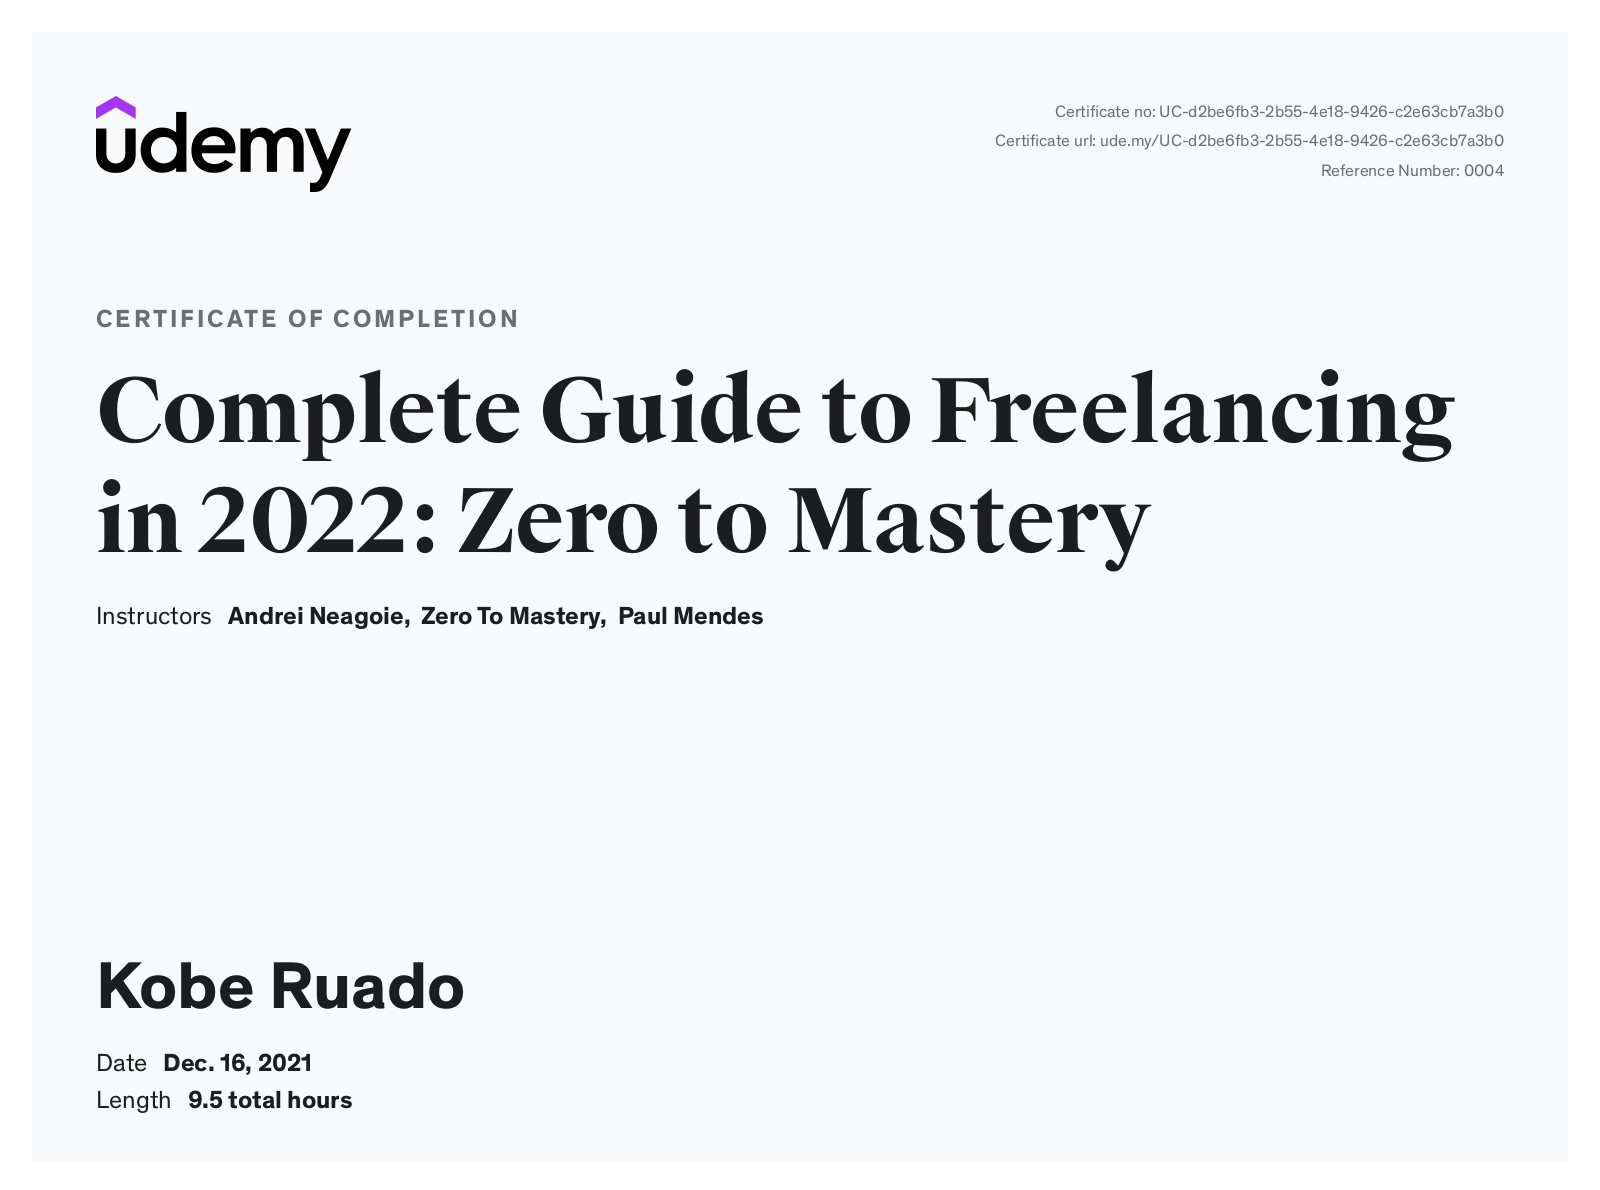 udemy
Certificate no: UC-d2be6fb3-2b55-4e18-9426-c2e63cb7a3b0
Certificate url: ude.my/UC-d2be6fb3-2b55-4e18-9426-c2e63cb7a3b0
Reference Number: 0004
CERTIFICATE OF COMPLETION
Complete Guide to Freelancing
in 2022: Zero to Mastery
Instructors Andrei Neagoie, Zero To Mastery, Paul Mendes
Kobe Ruado
Date Dec. 16, 2021
Length 9.5 total hours